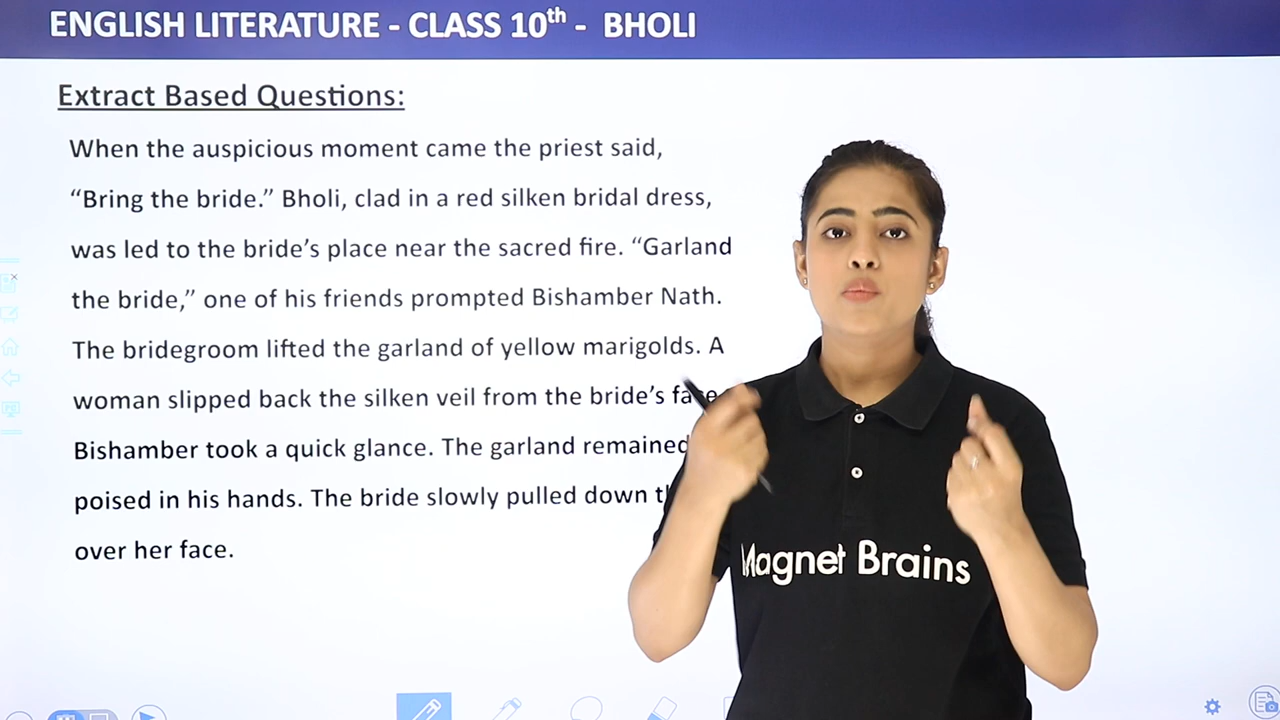 ENGLISH LITERATURE - CLASS 10th - BHOLI
Extract Based Questions:
When the auspicious moment came the priest said,
“Bring the bride.” Bholi, clad in a red silken bridal dress,
was led to the bride’s place near the sacred fire. “Garland
the bride,” one of his friends prompted Bishamber Nath.
The bridegroom lifted the garland of yellow marigolds. A
woman slipped back the silken veil from the bride’s
Bishamber took a quick glance. The garland remained
poised in his hands. The bride slowly pulled down
over her face.
Magnet Brains